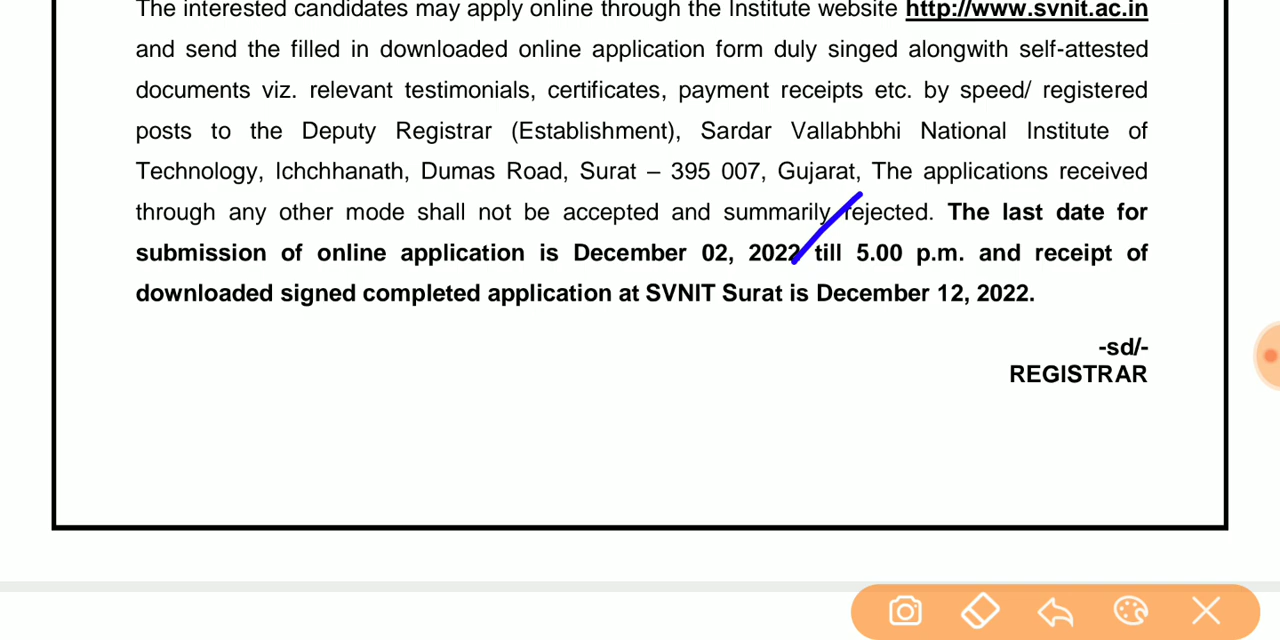 The interested candidates may apply online through the Institute website http://www.svnit.ac.in
and send the filled in downloaded online application form duly singed alongwith self-attested
documents viz. relevant testimonials, certificates, payment receipts etc. by speed/ registered
posts to the Deputy Registrar (Establishment), Sardar Vallabhbhi National Institute of
Technology, Ichchhanath, Dumas Road, Surat – 395 007, Gujarat, The applications received
through any other mode shall not be accepted and summarily rejected. The last date for
submission of online application is December 02, 2022 till 5.00 p.m. and receipt of
downloaded signed completed application at SVNIT Surat is December 12, 2022.
-sd/-
REGISTRAR